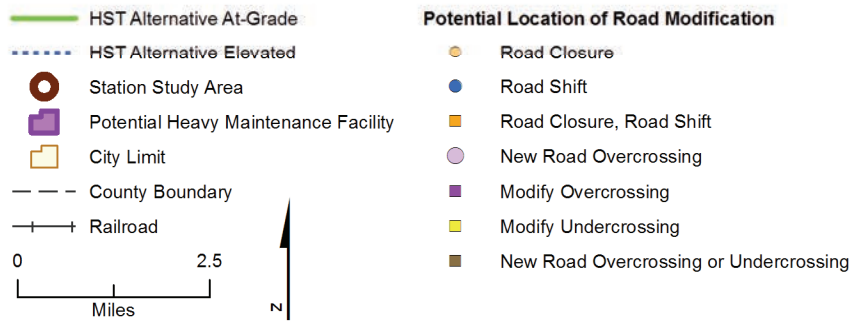 HST Alternative At-Grade
HST Alternative Elevated
Station Study Area
Potential Heavy Maintenance Facility
City Limit
County Boundary
Railroad
0 2.5
Miles
N
Potential Location of Road Modification
Road Closure
Road Shift
Road Closure, Road Shift
New Road Overcrossing
Modify Overcrossing
Modify Undercrossing
New Road Overcrossing or Undercrossing